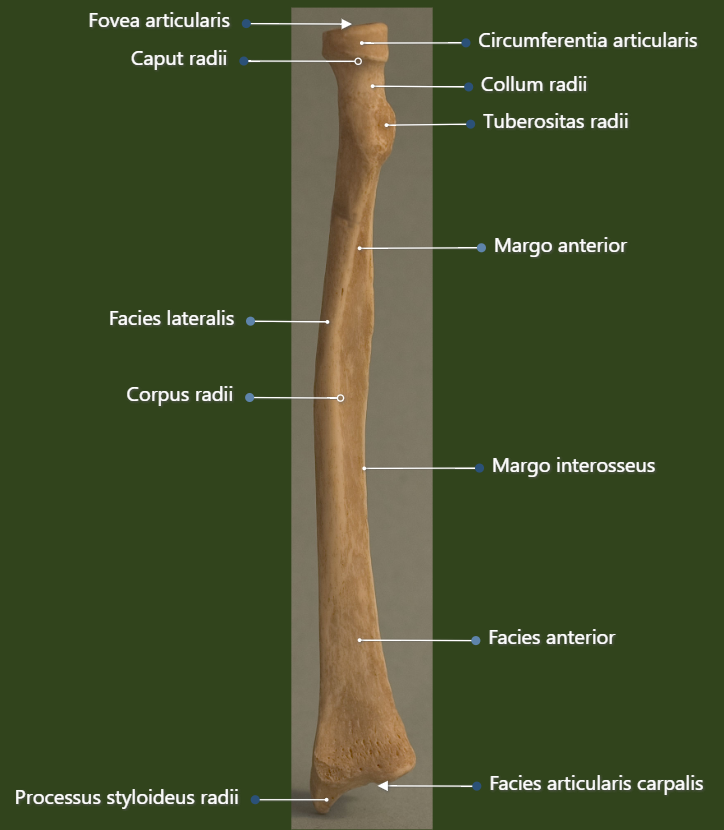 Fovea articularis
Circumferentia articularis
Caput radii
Collum radii
Tuberositas radii
Margo anterior
Facies lateralis
Corpus radii
Margo interosseus
Facies anterior
Facies articularis carpalis
Processus styloideus radii